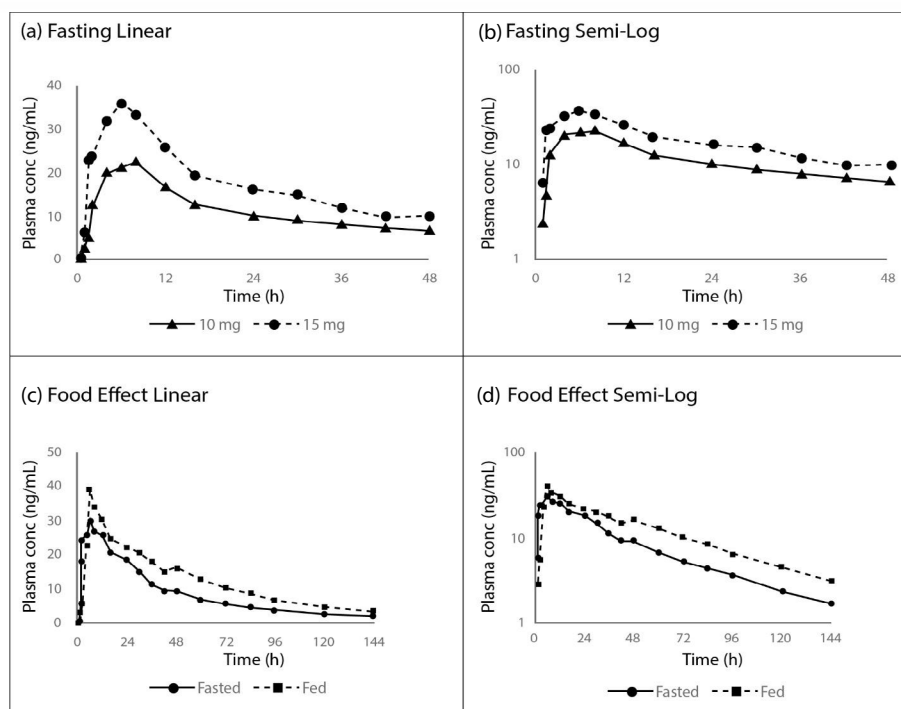 (a) Fasting Linear
Plasma conc (ng/mL)
40
30
20
10
0
0 12 24 36 48
Time (h)
10 mg 15 mg
(b) Fasting Semi-Log
Plasma conc (ng/mL)
100
10
1
0 12 24 36 48
Time (h)
10 mg 15 mg
(c) Food Effect Linear
Plasma conc (ng/mL)
50
40
30
20
10
0
0 24 48 72 96 120 144
Time (h)
Fasted Fed
(d) Food Effect Semi-Log
Plasma conc (ng/mL)
100
10
1
0 24 48 72 96 120 144
Time (h)
Fasted Fed